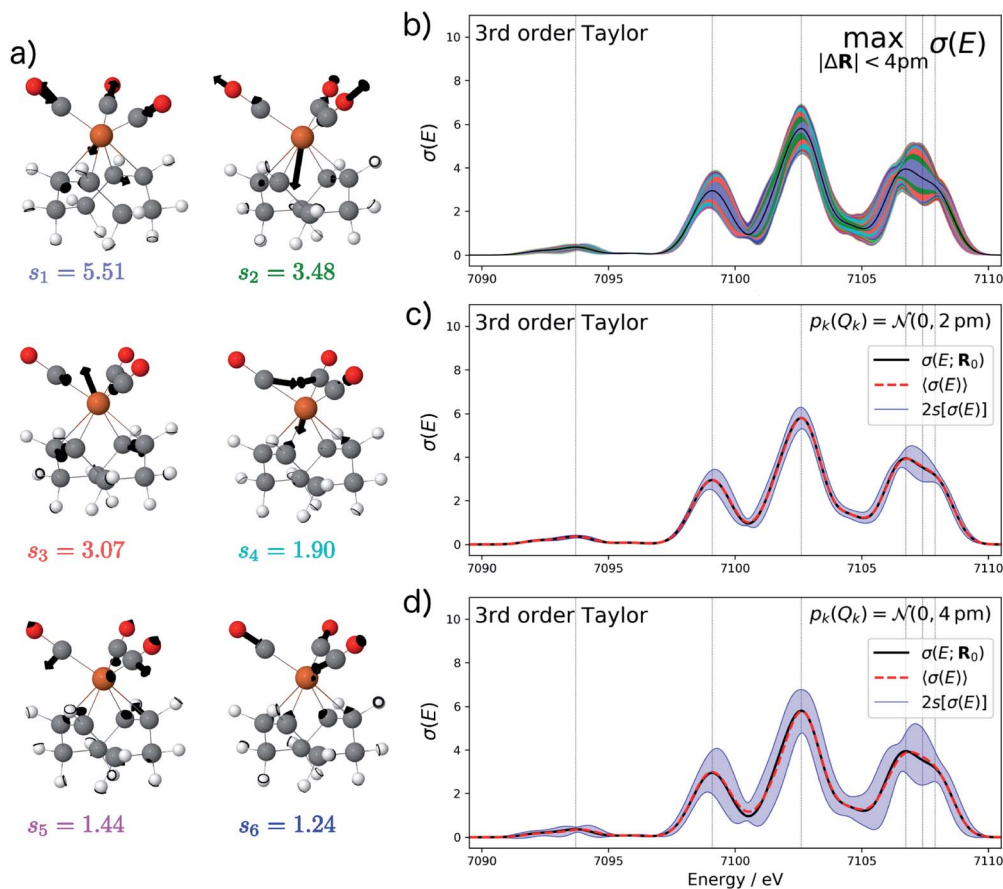 a)
s₁ = 5.51
s₂ = 3.48
s₃ = 3.07
s₄ = 1.90
s₅ = 1.44
s₆ = 1.24
b)
3rd order Taylor
max σ(E)
|ΔR| < 4pm
σ(E)
10
8
6
4
2
0
7090
7095
7100
7105
7110
c)
3rd order Taylor
pₖ(Qₖ) = 𝒩(0, 2 pm)
σ(E; R₀)
⟨σ(E)⟩
2s[σ(E)]
σ(E)
10
8
6
4
2
0
7090
7095
7100
7105
7110
d)
3rd order Taylor
pₖ(Qₖ) = 𝒩(0, 4 pm)
σ(E; R₀)
⟨σ(E)⟩
2s[σ(E)]
σ(E)
10
8
6
4
2
0
7090
7095
7100
7105
7110
Energy / eV